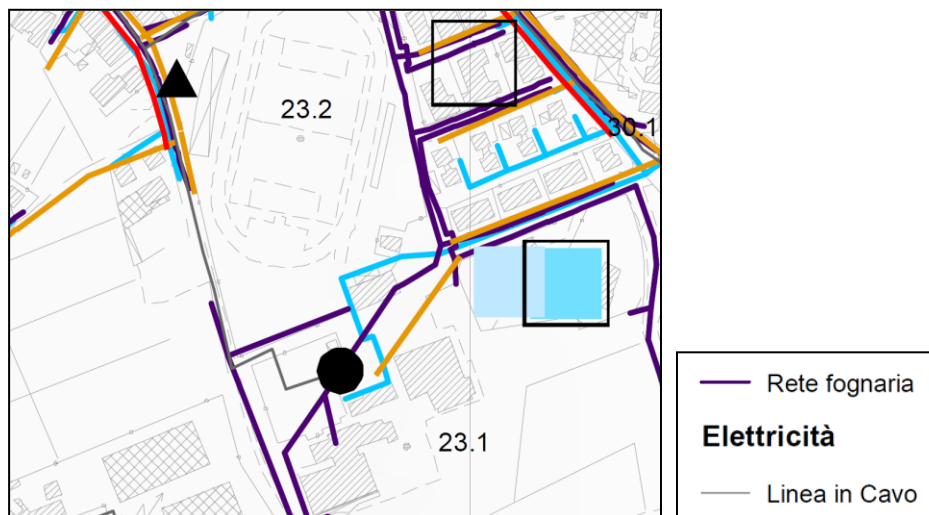 23.2
30.1
23.1
Rete fognaria
Elettricità
Linea in Cavo